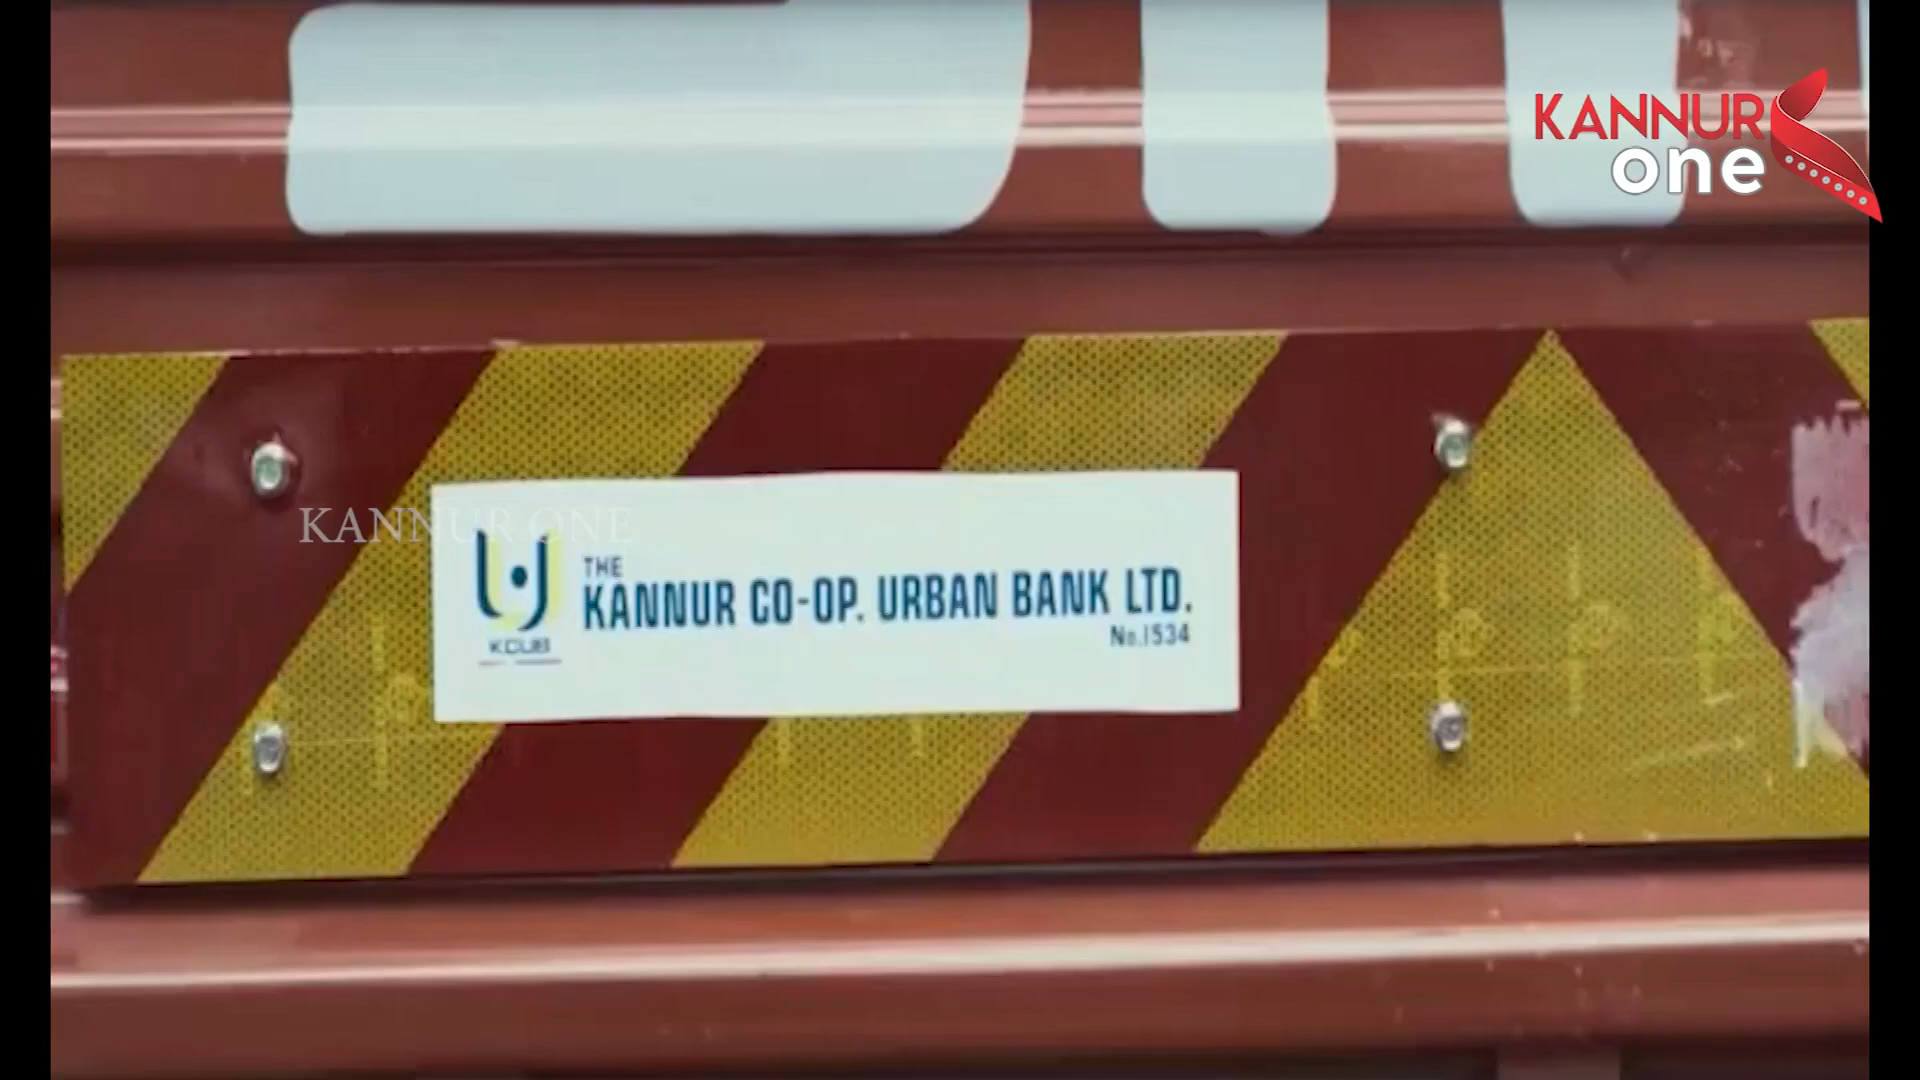 KANNUR
one
KANNUR ONE
THE
KANNUR CO-OP. URBAN BANK LTD.
No.1534
KCUB